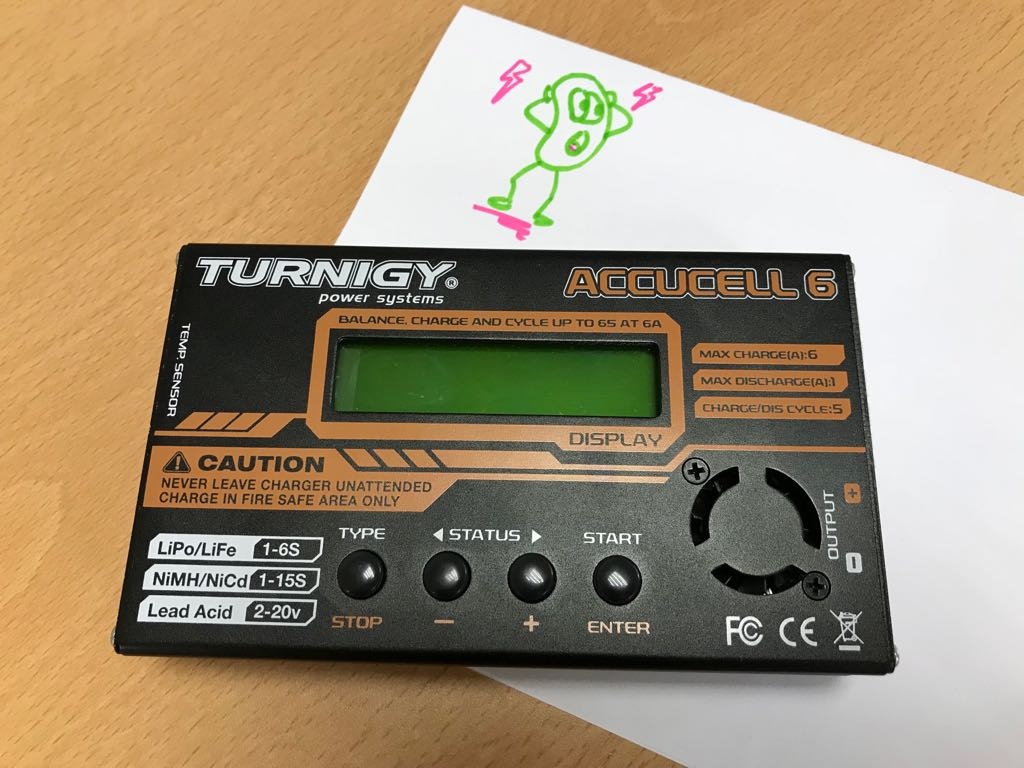 TURNIGY®
power systems
ACCUCELL 6
BALANCE, CHARGE AND CYCLE UP TO 6S AT 6A
TEMP. SENSOR
MAX CHARGE(A):6
MAX DISCHARGE(A):1
CHARGE/DIS CYCLE:5
DISPLAY
CAUTION
NEVER LEAVE CHARGER UNATTENDED
CHARGE IN FIRE SAFE AREA ONLY
LiPo/LiFe 1-6S
NiMH/NiCd 1-15S
Lead Acid 2-20v
TYPE ◀ STATUS ▶ START
STOP − + ENTER
OUTPUT
− +
FC CE